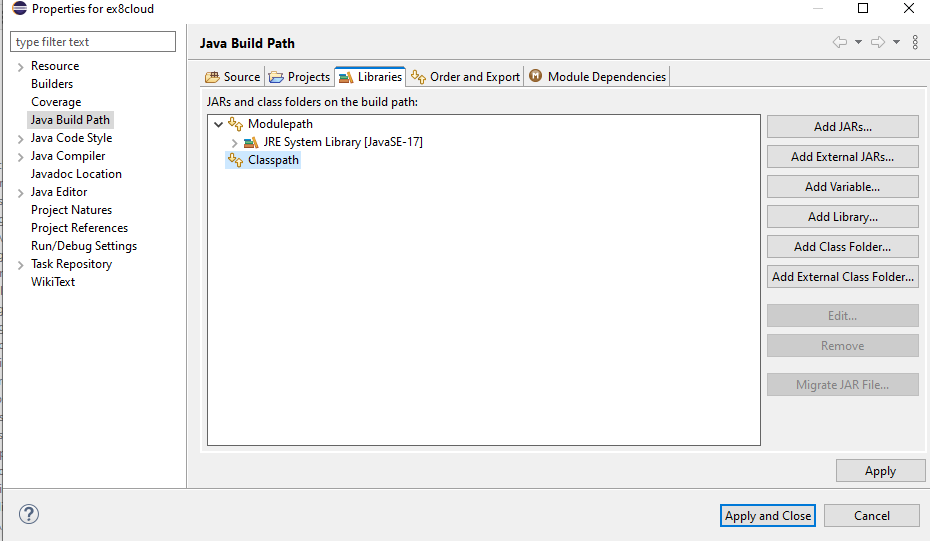 Properties for ex8cloud
type filter text
Resource
Builders
Coverage
Java Build Path
Java Code Style
Java Compiler
Javadoc Location
Java Editor
Project Natures
Project References
Run/Debug Settings
Task Repository
WikiText
Java Build Path
Source Projects Libraries Order and Export M Module Dependencies
JARs and class folders on the build path:
Modulepath
JRE System Library [JavaSE-17]
Classpath
Add JARs...
Add External JARs...
Add Variable...
Add Library...
Add Class Folder...
Add External Class Folder...
Edit...
Remove
Migrate JAR File...
Apply
? Apply and Close Cancel